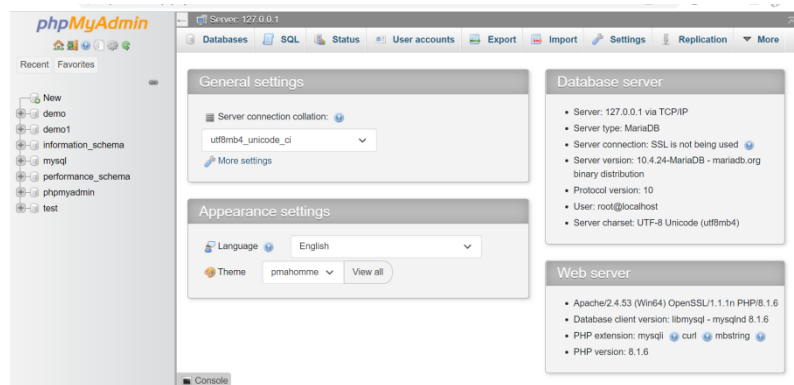 phpMyAdmin
Recent Favorites
New
demo
demo1
information_schema
mysql
performance_schema
phpmyadmin
test
Server: 127.0.0.1
Databases SQL Status User accounts Export Import Settings Replication More
General settings
Server connection collation:
utf8mb4_unicode_ci
More settings
Appearance settings
Language English
Theme pmahomme View all
Database server
Server: 127.0.0.1 via TCP/IP
Server type: MariaDB
Server connection: SSL is not being used
Server version: 10.4.24-MariaDB - mariadb.org
binary distribution
Protocol version: 10
User: root@localhost
Server charset: UTF-8 Unicode (utf8mb4)
Web server
Apache/2.4.53 (Win64) OpenSSL/1.1.1n PHP/8.1.6
Database client version: libmysql - mysqlnd 8.1.6
PHP extension: mysqli curl mbstring
PHP version: 8.1.6
Console